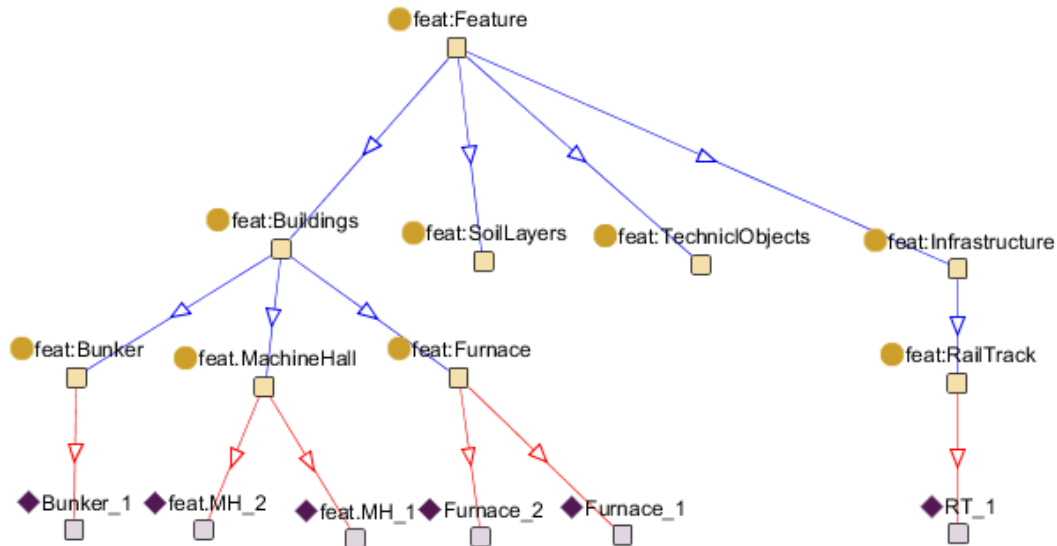 feat:Feature
feat:Buildings
feat:SoilLayers
feat:TechniclObjects
feat:Infrastructure
feat:Bunker
feat.MachineHall
feat:Furnace
feat:RailTrack
Bunker_1
feat.MH_2
feat.MH_1
Furnace_2
Furnace_1
RT_1